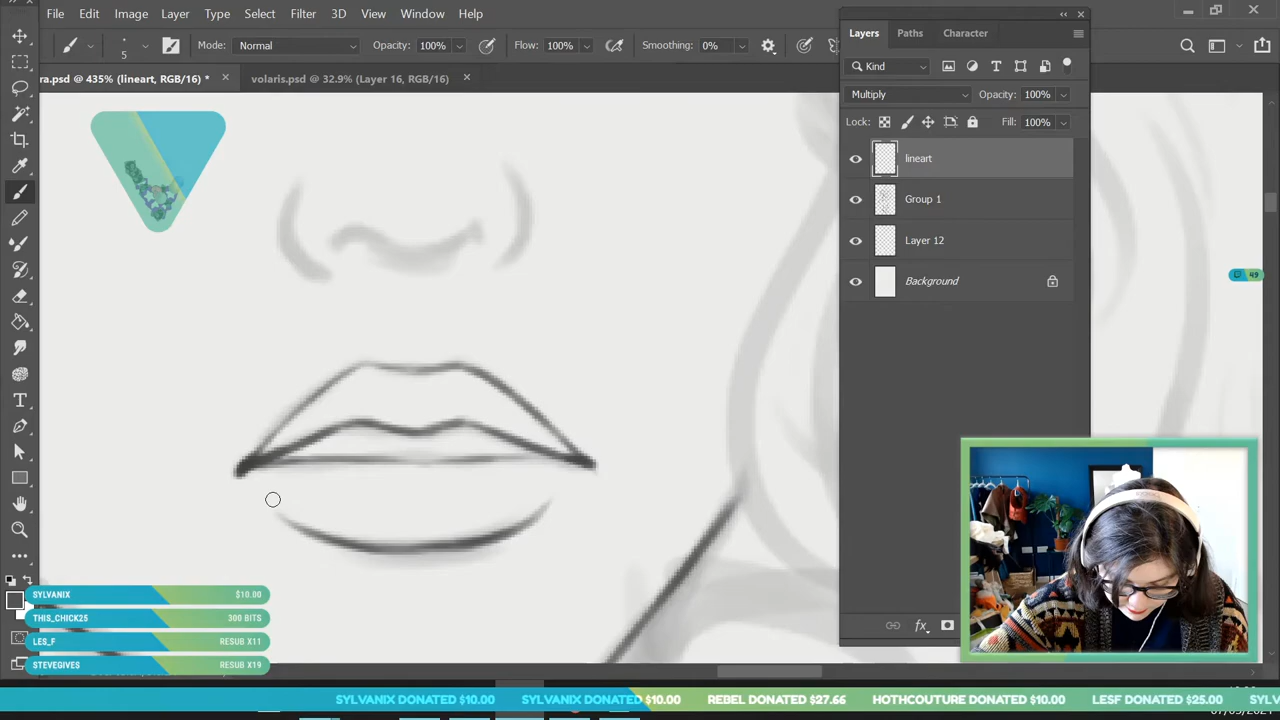 Edit Image Layer Type Select Filter 3D View Window Help
5 Mode: Normal Opacity: 100% Flow: 100% Smoothing: 0%
ra.psd @ 435% (lineart, RGB/16) * × volaris.psd @ 32.9% (Layer 16, RGB/16) ×
Layers Paths Character
Kind
Multiply Opacity: 100%
Lock: Fill: 100%
lineart
Group 1
Layer 12
Background
49
fx
SYLVANIX $10.00
THIS_CHICK25 300 BITS
LES_F RESUB X11
STEVEGIVES RESUB X19
SYLVANIX DONATED $10.00 SYLVANIX DONATED $10.00 REBEL DONATED $27.66 HOTHCOUTURE DONATED $10.00 LESF DONATED $25.00 SYLV